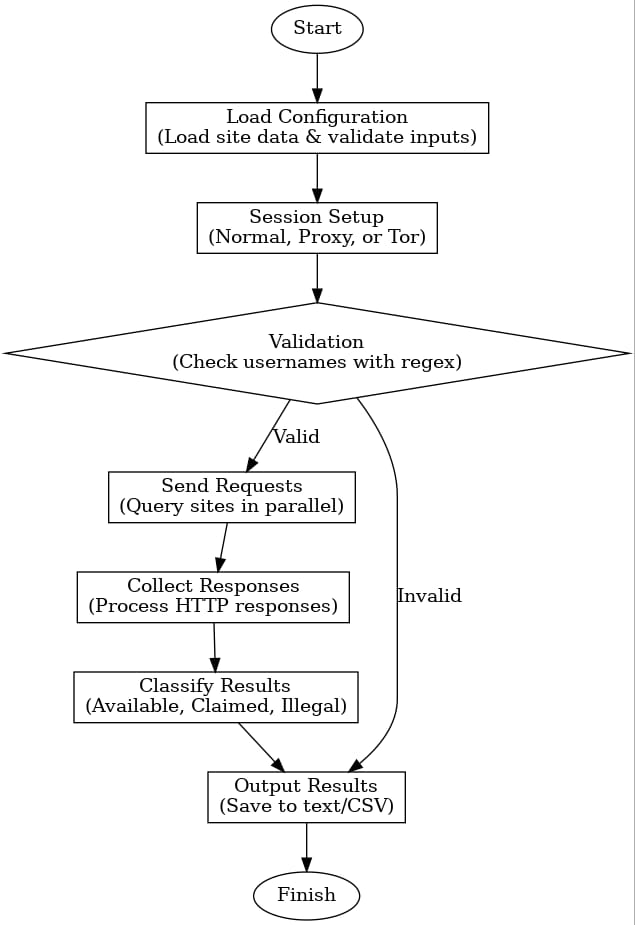 Start
Load Configuration
(Load site data & validate inputs)
Session Setup
(Normal, Proxy, or Tor)
Validation
(Check usernames with regex)
Valid
Send Requests
(Query sites in parallel)
Collect Responses
(Process HTTP responses)
Invalid
Classify Results
(Available, Claimed, Illegal)
Output Results
(Save to text/CSV)
Finish